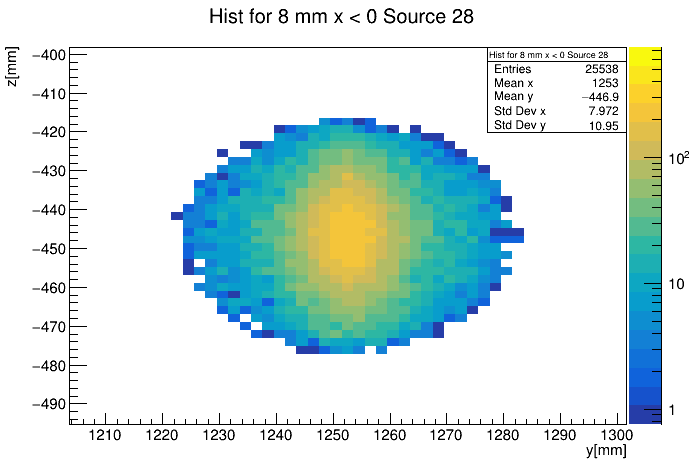 Hist for 8 mm x < 0 Source 28
z[mm]
Hist for 8 mm x < 0 Source 28
Entries 25538
Mean x 1253
Mean y −446.9
Std Dev x 7.972
Std Dev y 10.95
−400
−410
−420
−430
−440
−450
−460
−470
−480
−490
10²
10
1
1210 1220 1230 1240 1250 1260 1270 1280 1290 1300
y[mm]